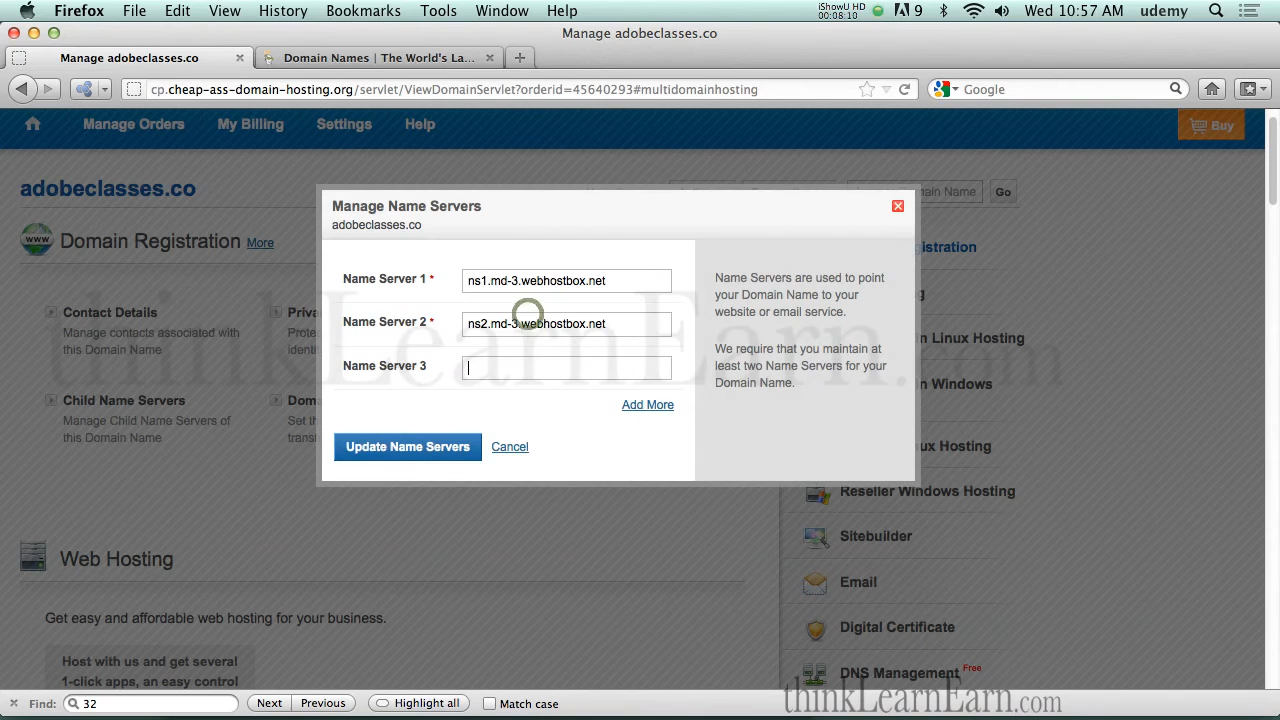 Firefox File Edit View History Bookmarks Tools Window Help iShowU HD 00:08:10 9 Wed 10:57 AM udemy
Manage adobeclasses.co
Manage adobeclasses.co Domain Names | The World's La...
cp.cheap-ass-domain-hosting.org/servlet/ViewDomainServlet?orderid=45640293#multidomainhosting Google
Manage Orders My Billing Settings Help Buy
adobeclasses.co
main Name Go
Manage Name Servers
adobeclasses.co
WWW Domain Registration More
istration
Name Server 1 * ns1.md-3.webhostbox.net
Name Server 2 * ns2.md-3.webhostbox.net
Name Server 3
Add More
Update Name Servers Cancel
Name Servers are used to point
your Domain Name to your
website or email service.
We require that you maintain at
least two Name Servers for your
Domain Name.
Contact Details
Manage contacts associated with
this Domain Name
Child Name Servers
Manage Child Name Servers of
this Domain Name
thinkLearnEarn.com
n Linux Hosting
n Windows
ux Hosting
Reseller Windows Hosting
Sitebuilder
Email
Digital Certificate
DNS Management Free
Web Hosting
Get easy and affordable web hosting for your business.
Host with us and get several
1-click apps, an easy control
thinkLearnEarn.com
Find: 32 Next Previous Highlight all Match case